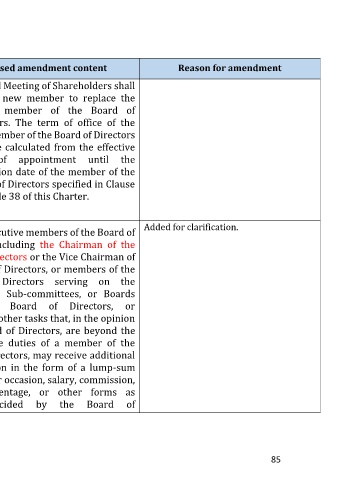 sed amendment content Reason for amendment
l Meeting of Shareholders shall
new member to replace the
member of the Board of
rs. The term of office of the
ember of the Board of Directors
e calculated from the effective
of appointment until the
ion date of the member of the
of Directors specified in Clause
le 38 of this Charter.
cutive members of the Board of Added for clarification.
cluding the Chairman of the
ectors or the Vice Chairman of
f Directors, or members of the
Directors serving on the
Sub-committees, or Boards
Board of Directors, or
other tasks that, in the opinion
d of Directors, are beyond the
e duties of a member of the
rectors, may receive additional
on in the form of a lump-sum
r occasion, salary, commission,
entage, or other forms as
cided by the Board of
85